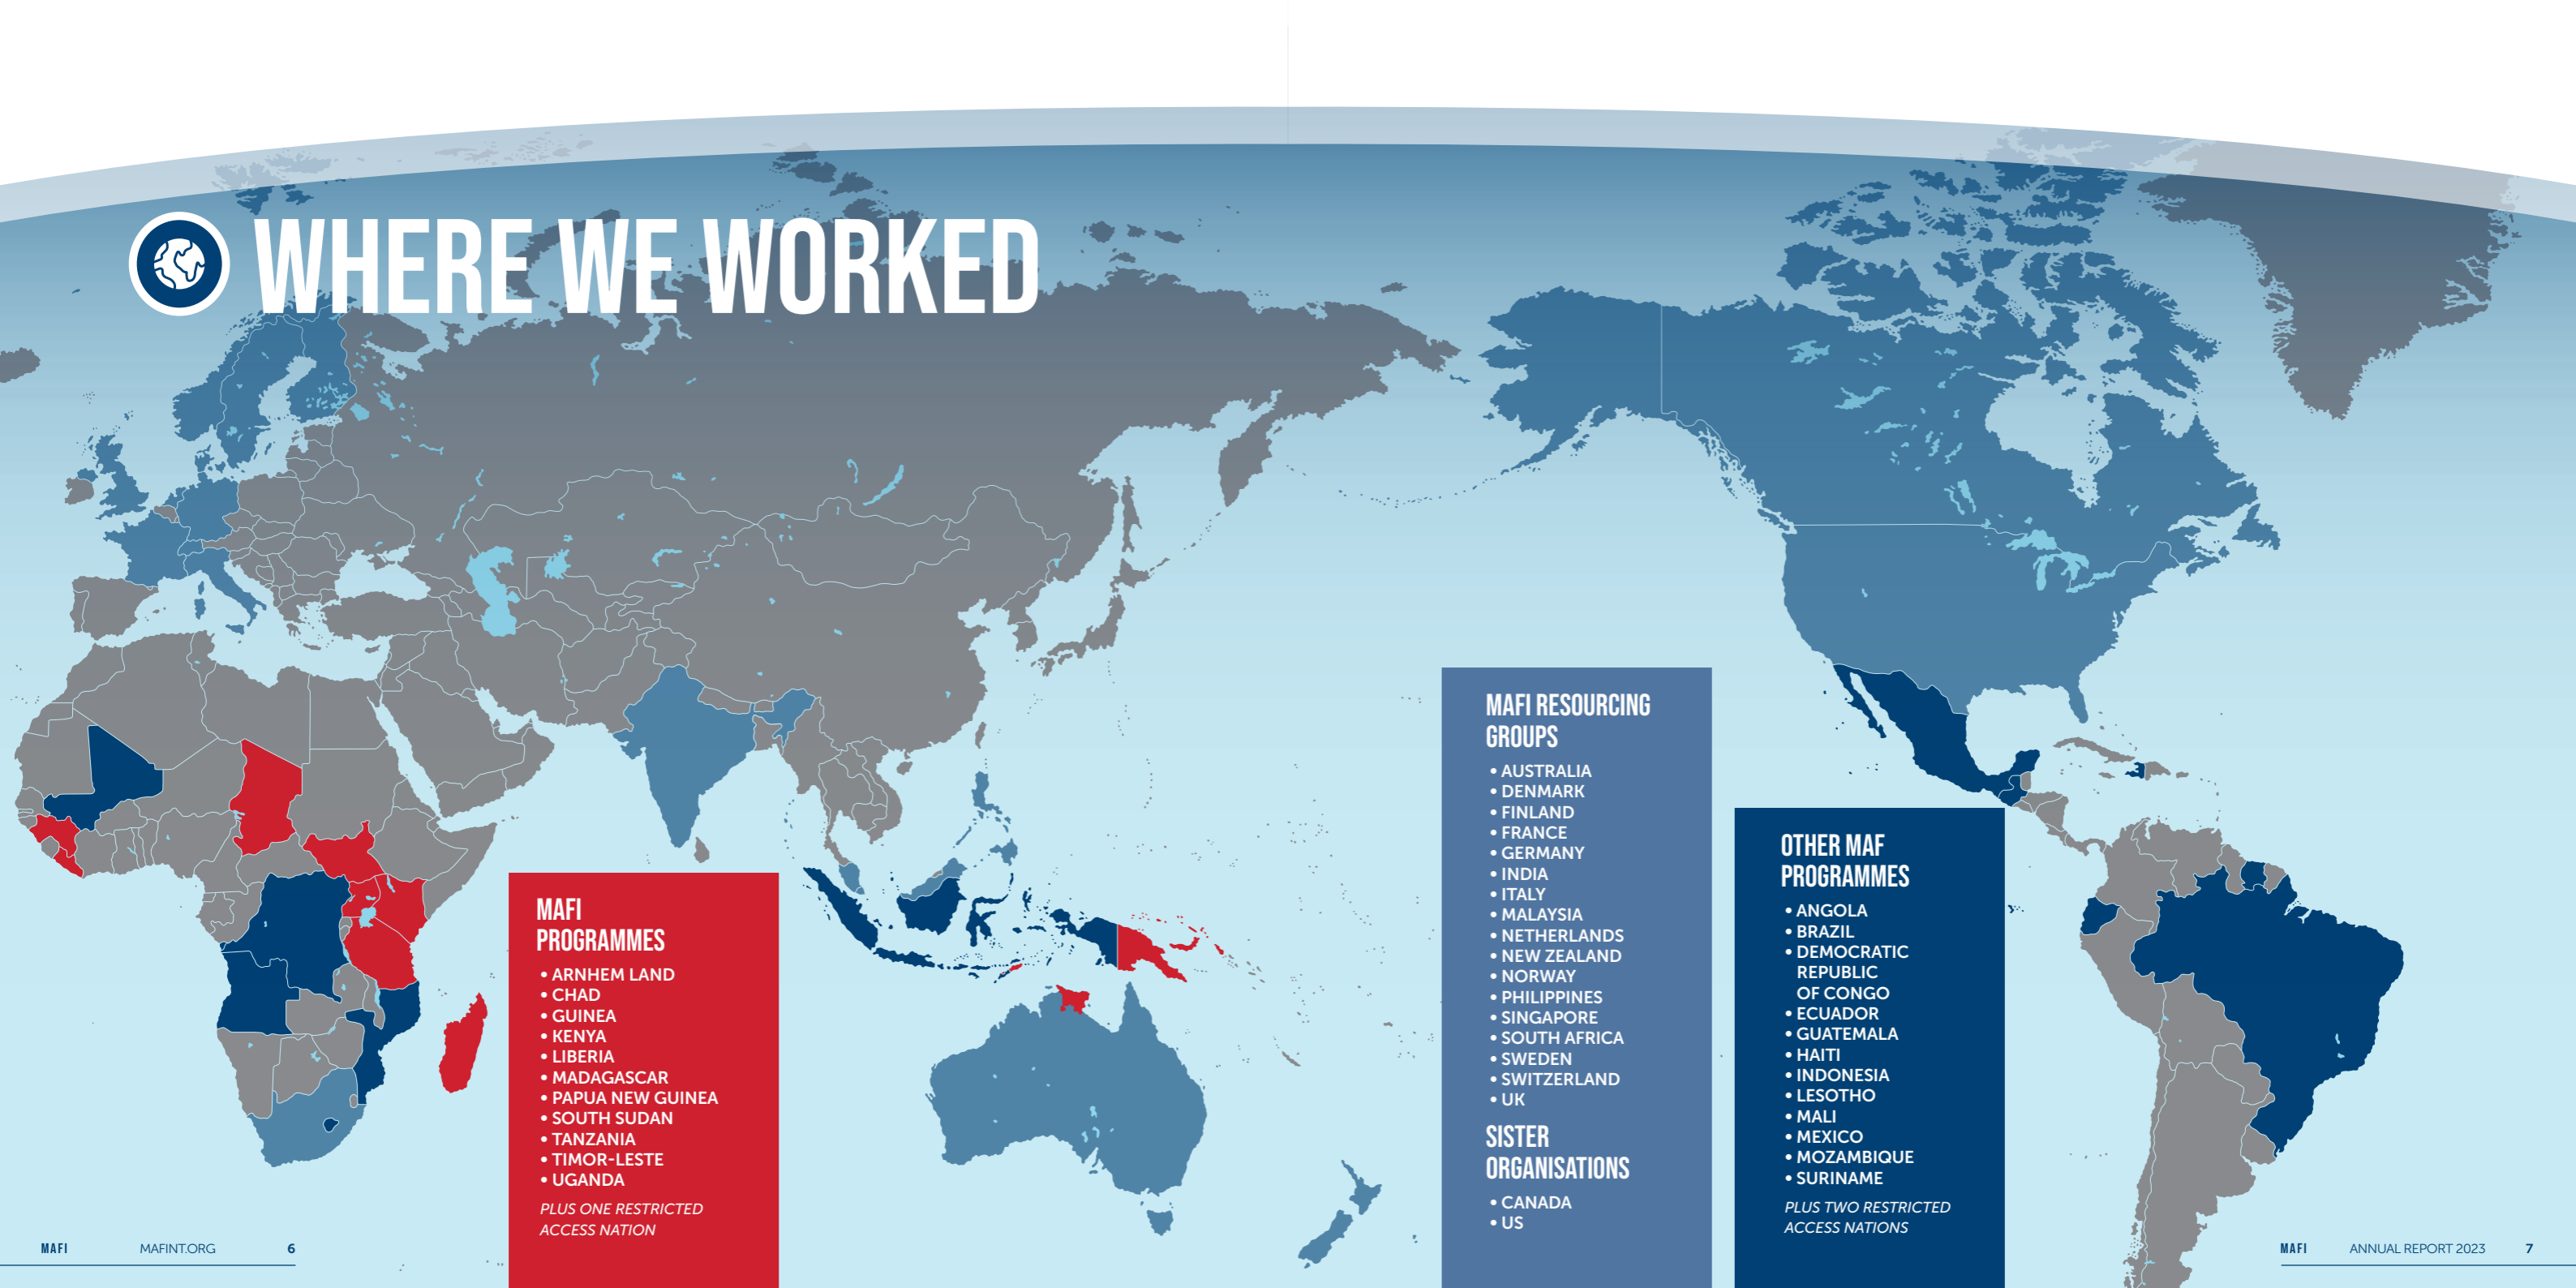 WHERE WE WORKED
MAFI
PROGRAMMES
• ARNHEM LAND
• CHAD
• GUINEA
• KENYA
• LIBERIA
• MADAGASCAR
• PAPUA NEW GUINEA
• SOUTH SUDAN
• TANZANIA
• TIMOR-LESTE
• UGANDA
PLUS ONE RESTRICTED
ACCESS NATION
MAFI RESOURCING
GROUPS
• AUSTRALIA
• DENMARK
• FINLAND
• FRANCE
• GERMANY
• INDIA
• ITALY
• MALAYSIA
• NETHERLANDS
• NEW ZEALAND
• NORWAY
• PHILIPPINES
• SINGAPORE
• SOUTH AFRICA
• SWEDEN
• SWITZERLAND
• UK
SISTER
ORGANISATIONS
• CANADA
• US
OTHER MAF
PROGRAMMES
• ANGOLA
• BRAZIL
• DEMOCRATIC
REPUBLIC
OF CONGO
• ECUADOR
• GUATEMALA
• HAITI
• INDONESIA
• LESOTHO
• MALI
• MEXICO
• MOZAMBIQUE
• SURINAME
PLUS TWO RESTRICTED
ACCESS NATIONS
MAFI MAFINT.ORG 6
MAFI ANNUAL REPORT 2023 7